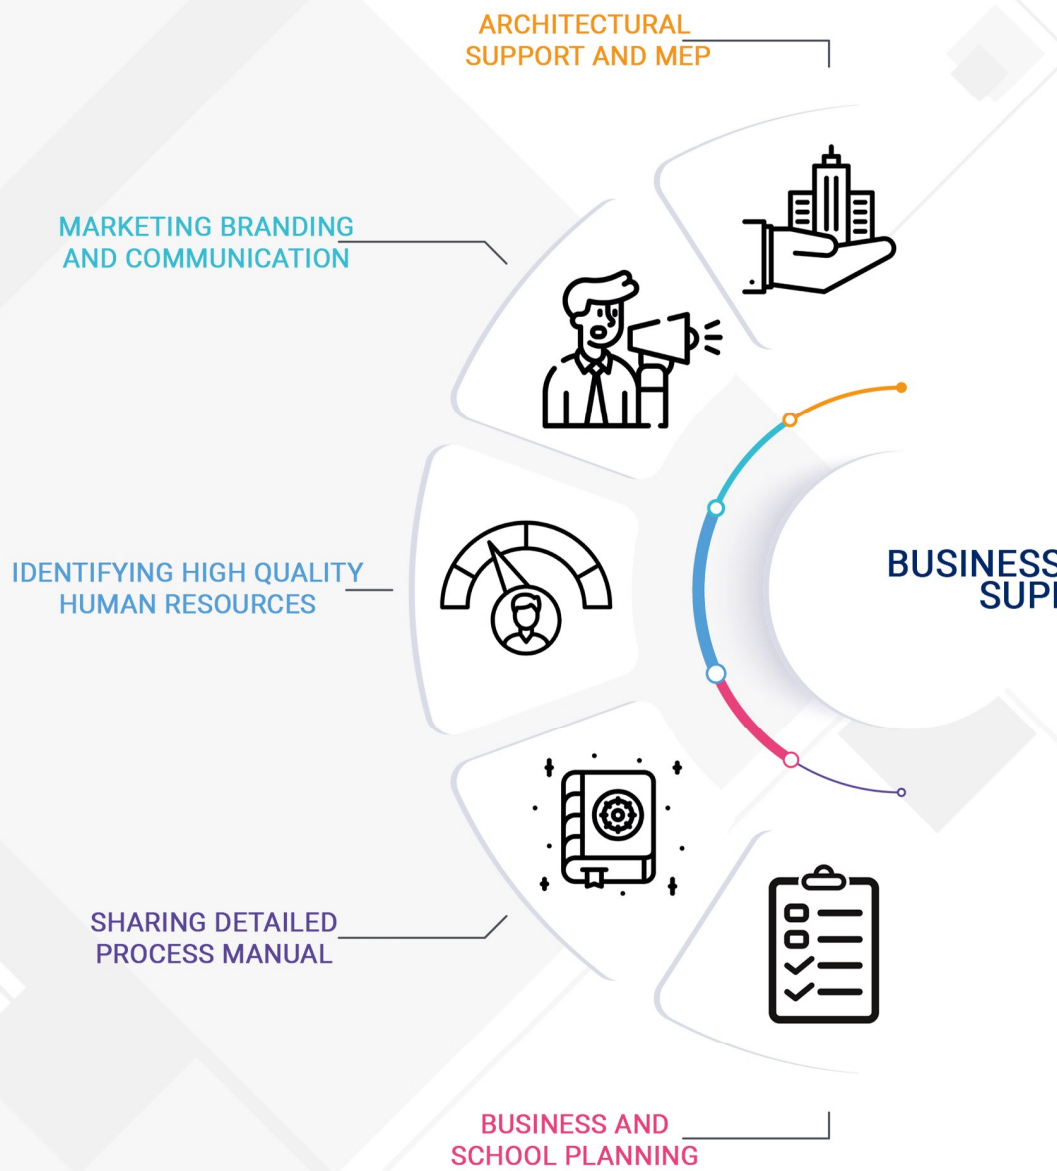 ARCHITECTURAL
SUPPORT AND MEP
MARKETING BRANDING
AND COMMUNICATION
IDENTIFYING HIGH QUALITY
HUMAN RESOURCES
BUSINESS
SHARING DETAILED
PROCESS MANUAL
BUSINESS AND
SCHOOL PLANNING